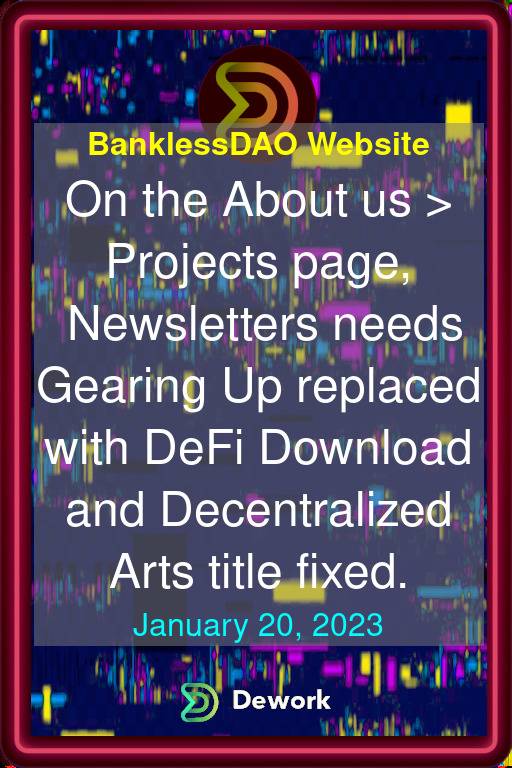 BanklessDAO Website
On the About us >
Projects page,
Newsletters needs
Gearing Up replaced
with DeFi Download
and Decentralized
Arts title fixed.
January 20, 2023
Dework